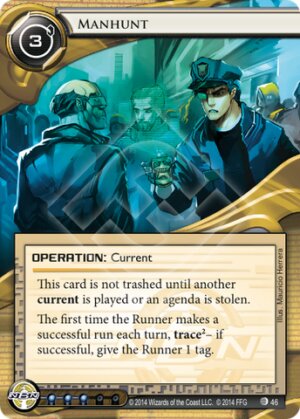 3
MANHUNT
OPERATION: Current
This card is not trashed until another
current is played or an agenda is stolen.
The first time the Runner makes a
successful run each turn, trace²– if
successful, give the Runner 1 tag.
Illus. Mauricio Herrera
NBN
© 2014 Wizards of the Coast LLC. © 2014 FFG
46